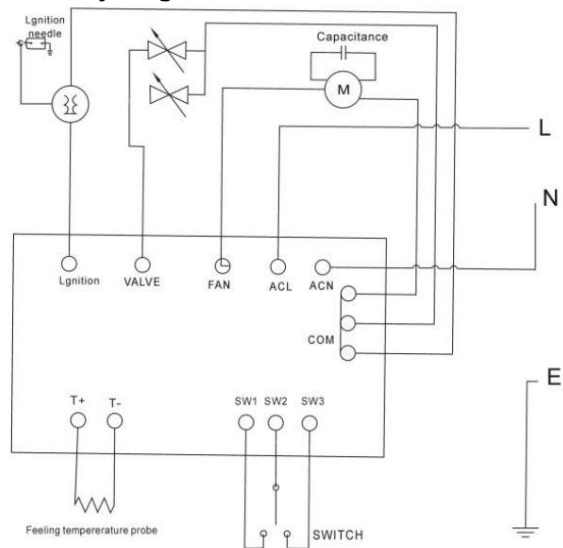 Lgnition
needle
Capacitance
M
L
N
Lgnition
VALVE
FAN
ACL
ACN
COM
E
T+
T-
SW1
SW2
SW3
Feeling tempererature probe
SWITCH